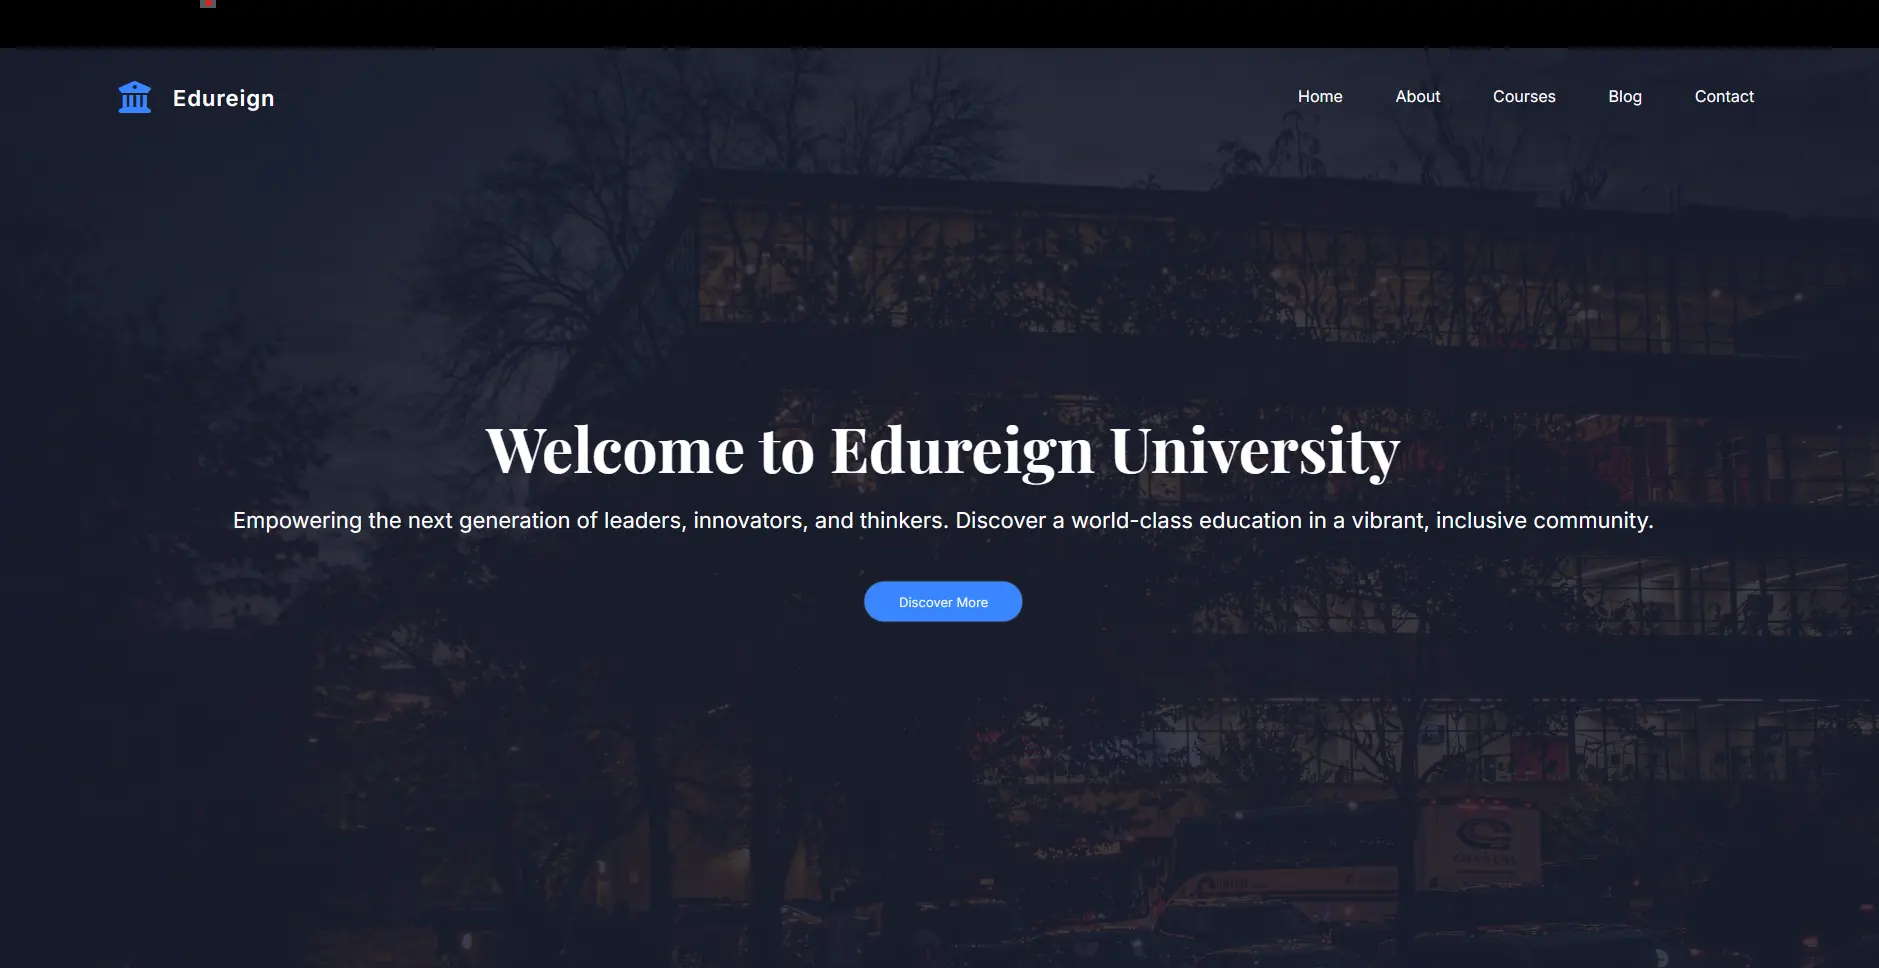 Edureign
Home About Courses Blog Contact
Welcome to Edureign University
Empowering the next generation of leaders, innovators, and thinkers. Discover a world-class education in a vibrant, inclusive community.
Discover More